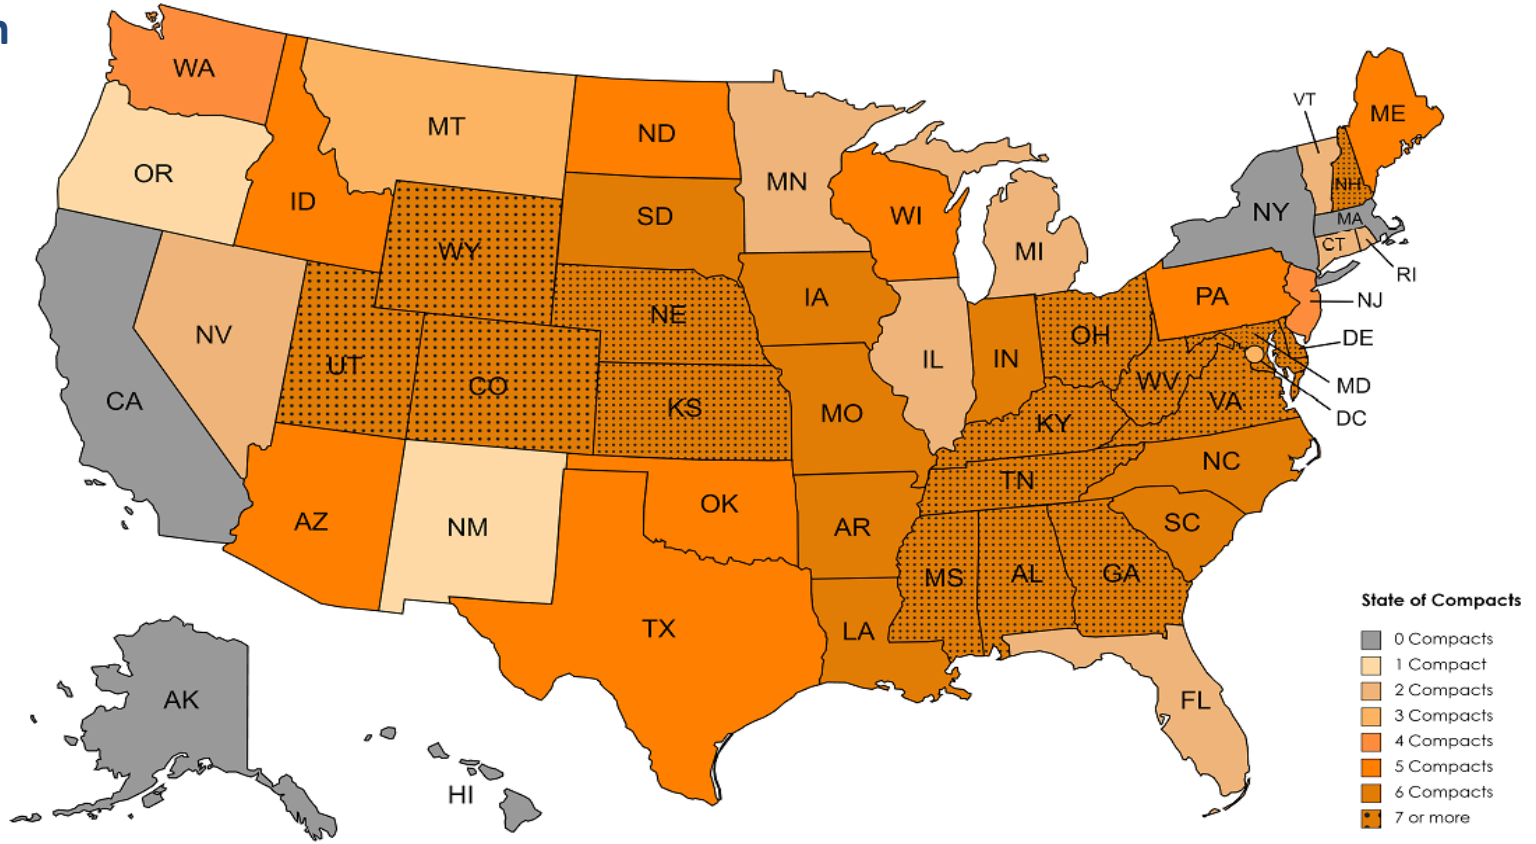 n
WA
MT
ND
ME
VT
OR
ID
MN
NH
SD
WI
NY
MA
WY
MI
CT
RI
IA
PA
NJ
NE
NV
OH
DE
UT
IL
IN
CO
WV
MD
CA
KS
MO
VA
DC
KY
NC
TN
AZ
NM
OK
AR
SC
MS
AL
GA
TX
LA
State of Compacts
0 Compacts
1 Compact
2 Compacts
3 Compacts
4 Compacts
5 Compacts
6 Compacts
7 or more
AK
FL
HI